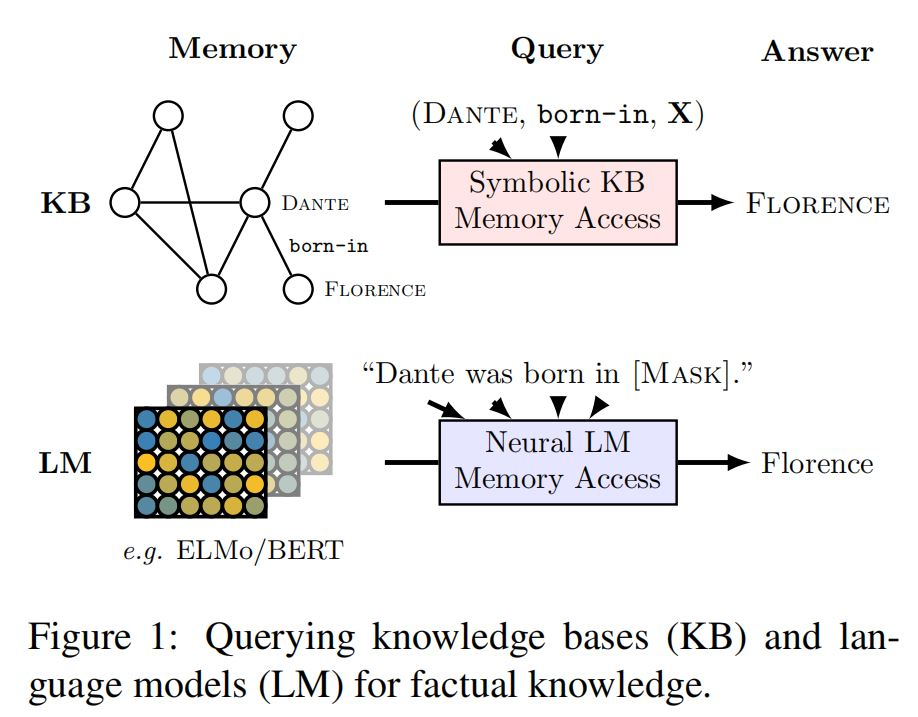 Memory Query Answer
(DANTE, born-in, X)
KB
DANTE
born-in
FLORENCE
Symbolic KB
Memory Access
FLORENCE
“Dante was born in [MASK].”
LM
Neural LM
Memory Access
Florence
e.g. ELMo/BERT
Figure 1: Querying knowledge bases (KB) and lan-
guage models (LM) for factual knowledge.